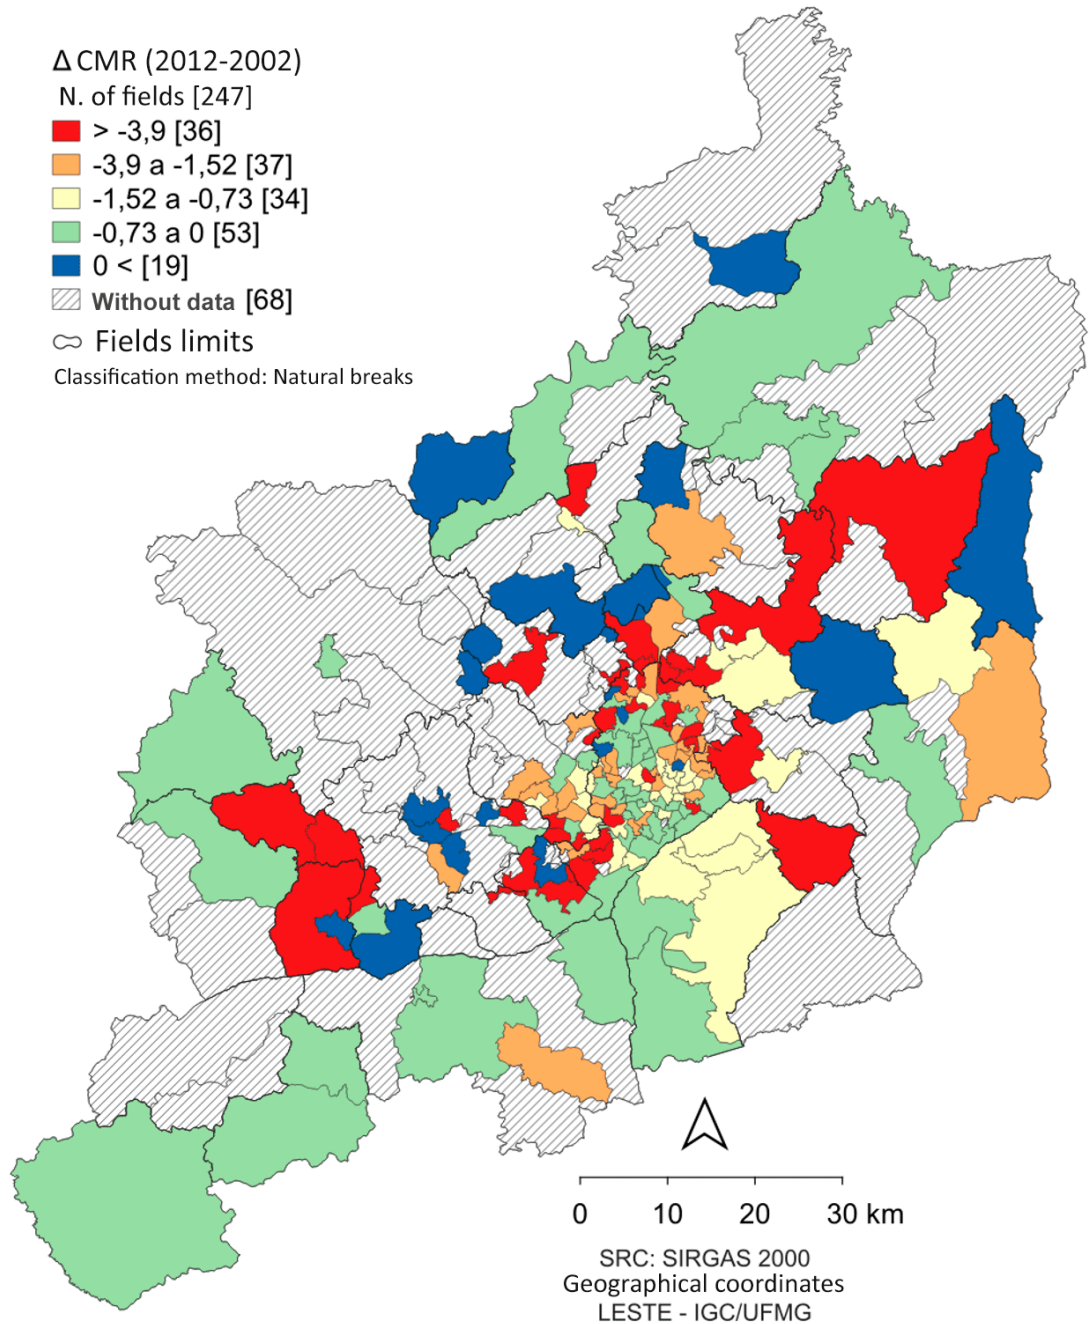 Δ CMR (2012-2002)
N. of fields [247]
> -3,9 [36]
-3,9 a -1,52 [37]
-1,52 a -0,73 [34]
-0,73 a 0 [53]
0 < [19]
Without data [68]
Fields limits
Classification method: Natural breaks
0 10 20 30 km
SRC: SIRGAS 2000
Geographical coordinates
LESTE - IGC/UFMG